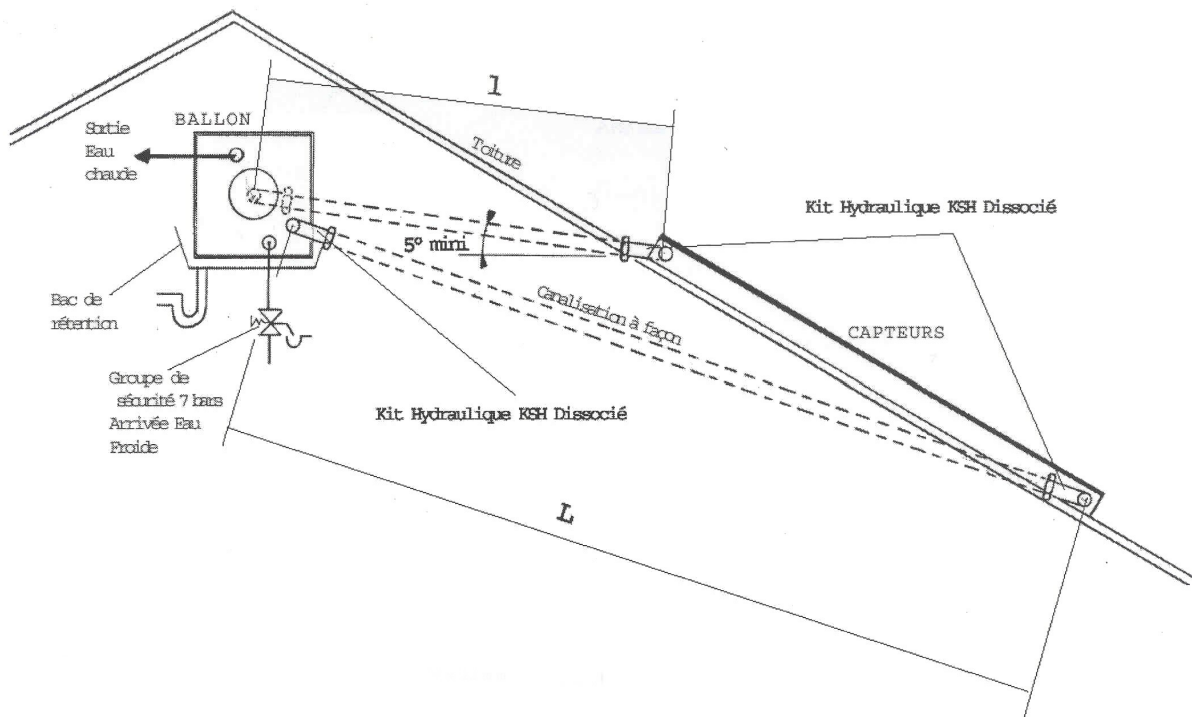 l
BALLON
Sortie
Eau
chaude
Toiture
Kit Hydraulique KSH Dissocié
5° mini
Bac de
rétention
Canalisation à façon
CAPTEURS
Groupe de
sécurité 7 bars
Arrivée Eau
Froide
Kit Hydraulique KSH Dissocié
L